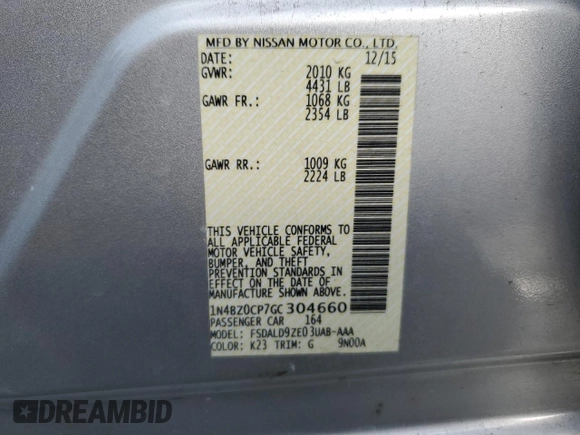 MFD BY NISSAN MOTOR CO., LTD.
DATE: 12/15
GVWR: 2010 KG
4431 LB
GAWR FR.: 1068 KG
2354 LB
GAWR RR.: 1009 KG
2224 LB
THIS VEHICLE CONFORMS TO
ALL APPLICABLE FEDERAL
MOTOR VEHICLE SAFETY,
BUMPER, AND THEFT
PREVENTION STANDARDS IN
EFFECT ON THE DATE OF
MANUFACTURE SHOWN ABOVE.
1N4BZ0CP7GC304660
PASSENGER CAR 164
MODEL: FSDALD9ZE03UAB-AAA
COLOR: K23 TRIM: G 9N00A
DREAMBID